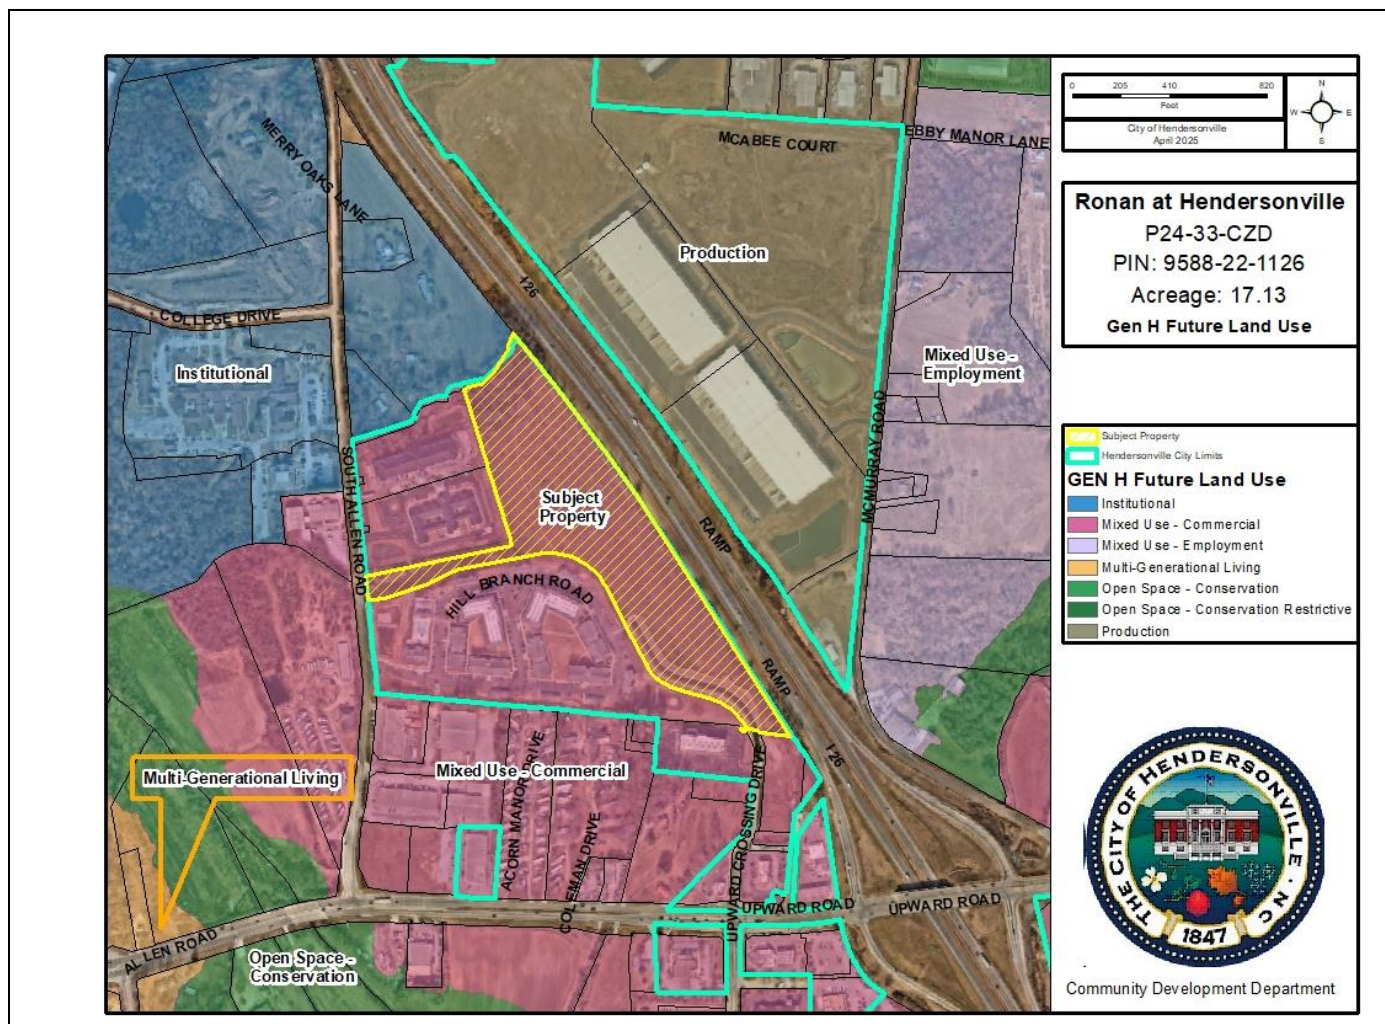 MERRY OAKS LANE
MCABEE COURT
EBBY MANOR LANE
Production
I 26
COLLEGE DRIVE
Institutional
Mixed Use -
Employment
SOUTH ALLEN ROAD
MCMURRAY ROAD
Subject
Property
RAMP
HILL BRANCH ROAD
RAMP
I 26
Mixed Use - Commercial
Multi-Generational Living
ACORN MANOR DRIVE
COLEMAN DRIVE
UPWARD CROSSING DRIVE
UPWARD ROAD
UPWARD ROAD
ALLEN ROAD
Open Space -
Conservation
0 205 410 820
Feet
City of Hendersonville
April 2025
N
W E
S
Ronan at Hendersonville
P24-33-CZD
PIN: 9588-22-1126
Acreage: 17.13
Gen H Future Land Use
Subject Property
Hendersonville City Limits
GEN H Future Land Use
Institutional
Mixed Use - Commercial
Mixed Use - Employment
Multi-Generational Living
Open Space - Conservation
Open Space - Conservation Restrictive
Production
THE CITY OF HENDERSONVILLE · NC
1847
Community Development Department